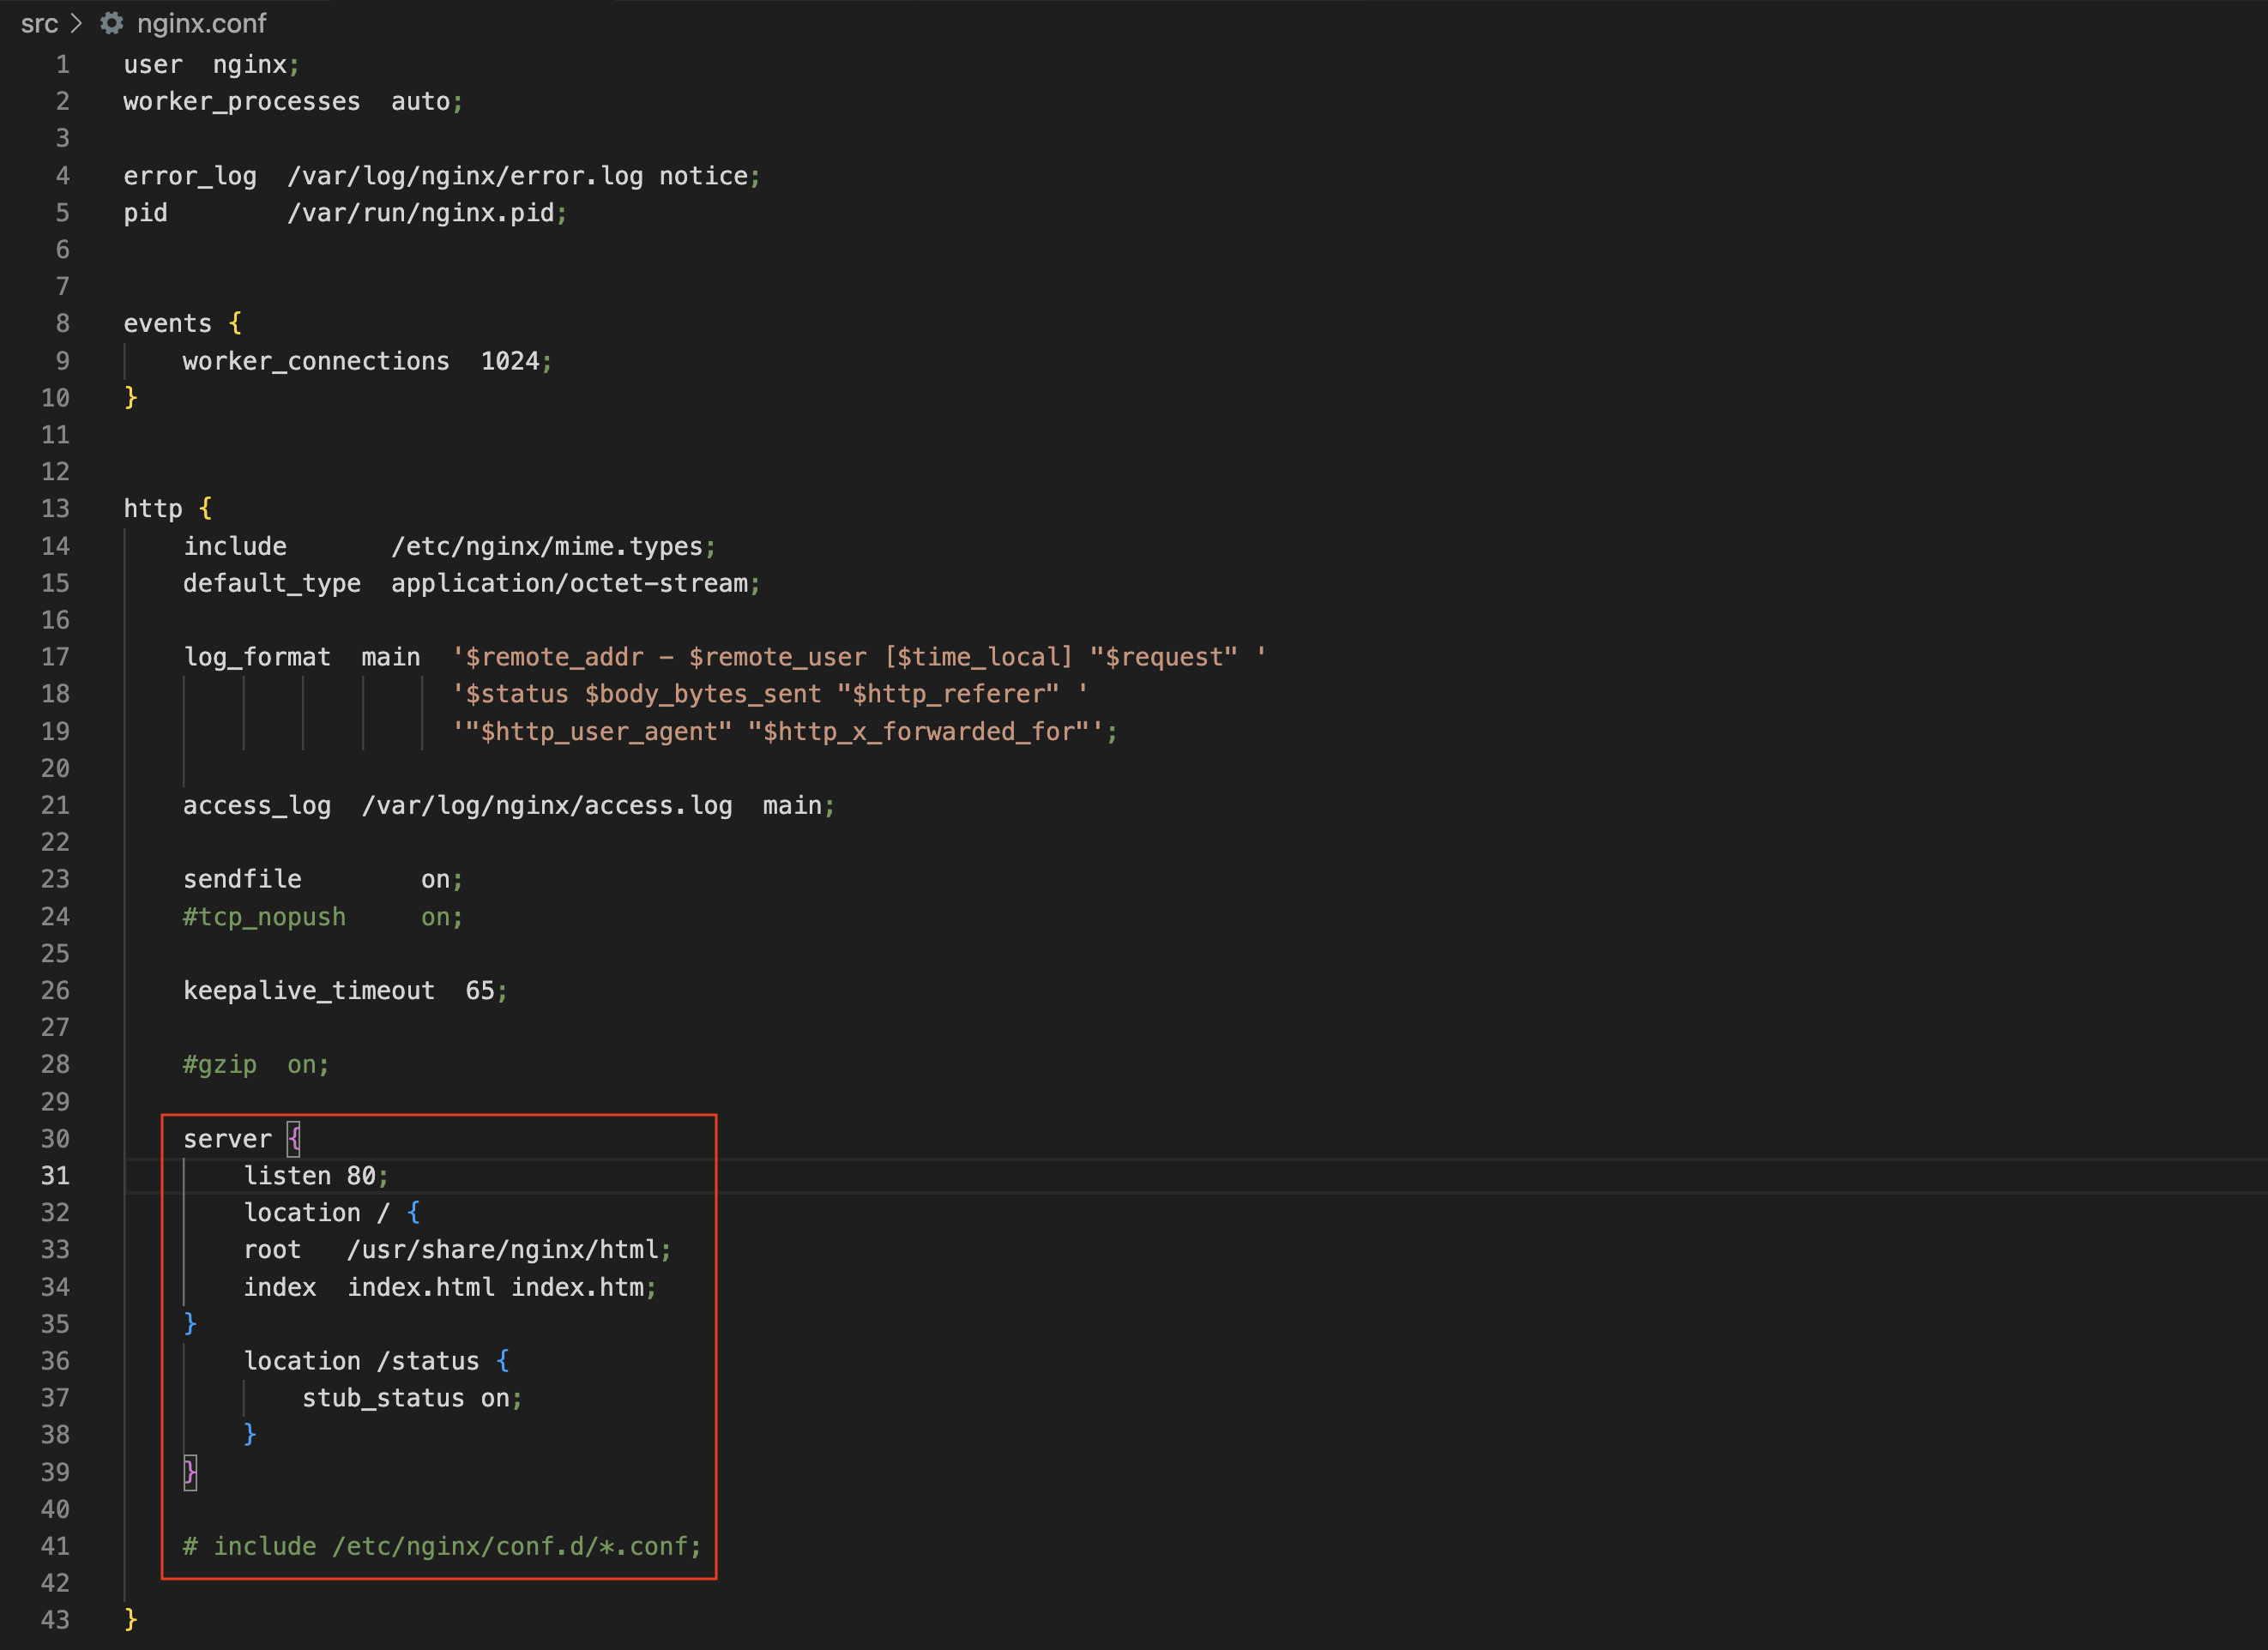 src > nginx.conf
1 user  nginx;
2 worker_processes  auto;
3
4 error_log  /var/log/nginx/error.log notice;
5 pid        /var/run/nginx.pid;
6
7
8 events {
9     worker_connections  1024;
10 }
11
12
13 http {
14     include       /etc/nginx/mime.types;
15     default_type  application/octet-stream;
16
17     log_format  main  '$remote_addr - $remote_user [$time_local] "$request" '
18                       '$status $body_bytes_sent "$http_referer" '
19                       '"$http_user_agent" "$http_x_forwarded_for"';
20
21     access_log  /var/log/nginx/access.log  main;
22
23     sendfile        on;
24     #tcp_nopush     on;
25
26     keepalive_timeout  65;
27
28     #gzip  on;
29
30     server {
31         listen 80;
32         location / {
33         root   /usr/share/nginx/html;
34         index  index.html index.htm;
35     }
36         location /status {
37             stub_status on;
38         }
39     }
40
41     # include /etc/nginx/conf.d/*.conf;
42
43 }